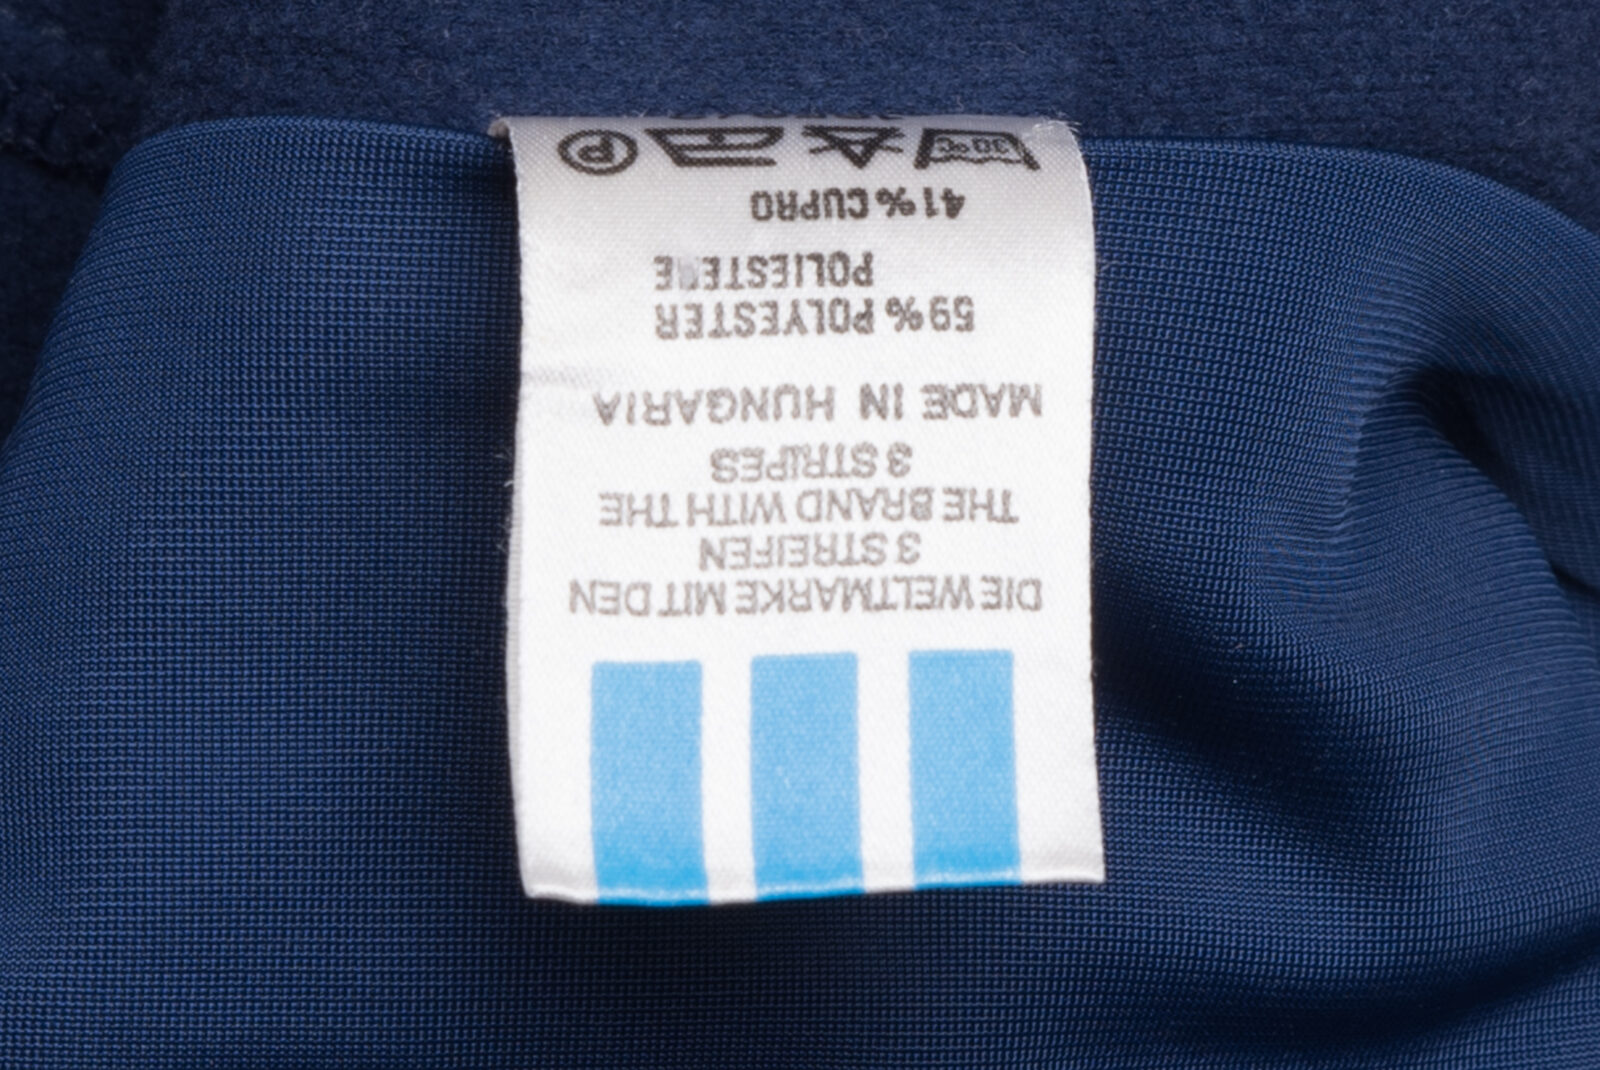 DIE WELTMARKE MIT DEN
3 STREIFEN
THE BRAND WITH THE
3 STRIPES
MADE IN HUNGARIA
59% POLYESTER
POLIESTERE
41% CUPRO
30°C
P